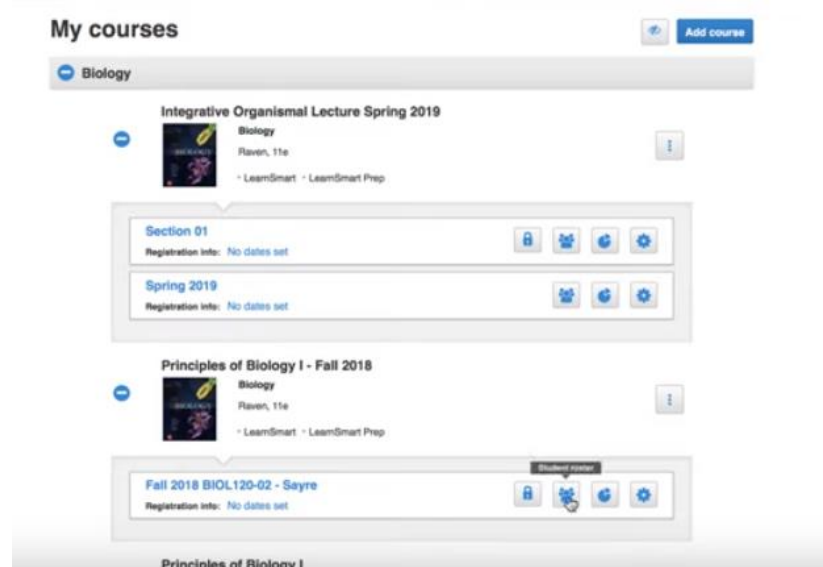 My courses
Add course
Biology
Integrative Organismal Lecture Spring 2019
Biology
Raven, 11e
• LearnSmart • LearnSmart Prep
Section 01
Registration info: No dates set
Spring 2019
Registration info: No dates set
Principles of Biology I - Fall 2018
Biology
Raven, 11e
• LearnSmart • LearnSmart Prep
Student roster
Fall 2018 BIOL120-02 - Sayre
Registration info: No dates set
Principles of Biology I